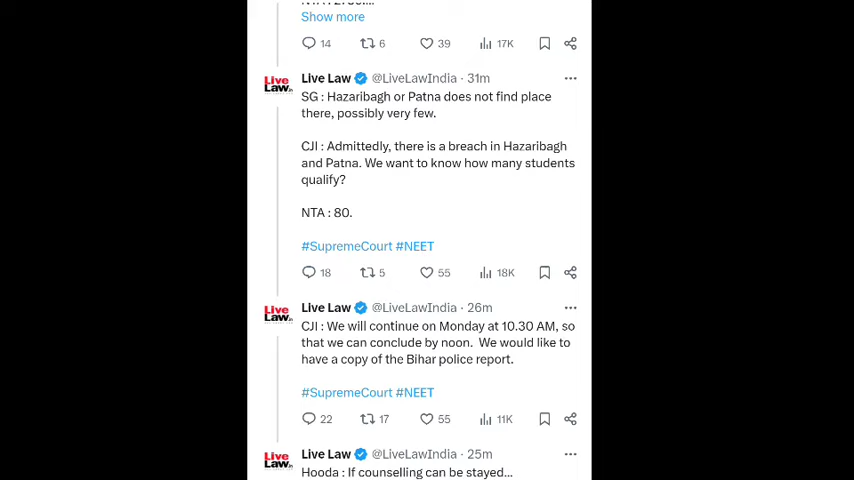 Show more
14 6 39 17K
Live Law @LiveLawIndia · 31m
SG : Hazaribagh or Patna does not find place
there, possibly very few.
CJI : Admittedly, there is a breach in Hazaribagh
and Patna. We want to know how many students
qualify?
NTA : 80.
#SupremeCourt #NEET
18 5 55 18K
Live Law @LiveLawIndia · 26m
CJI : We will continue on Monday at 10.30 AM, so
that we can conclude by noon. We would like to
have a copy of the Bihar police report.
#SupremeCourt #NEET
22 17 55 11K
Live Law @LiveLawIndia · 25m
Hooda : If counselling can be stayed...